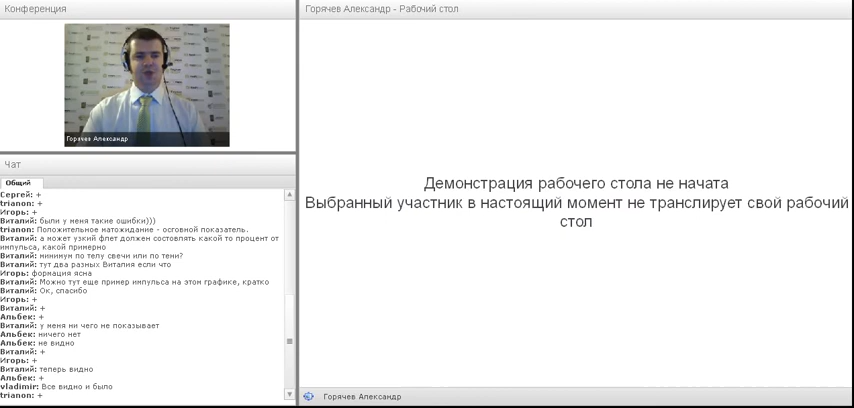 Конференция
Горячев Александр - Рабочий стол
Горячев Александр
Чат
Общий
Сергей: +
trianon: +
Игорь: +
Виталий: были у меня такие ошибки)))
trianon: Положительное натожидание - осговной показатель.
Виталий: а может узкий флет должен состовлять какой то процент от
импульса, какой примерно
Виталий: минимум по телу свечи или по тени?
Виталий: тут два разных Виталия если что
Игорь: формация ясна
Виталий: Можно тут еще пример импульса на этом графике, кратко
Виталий: Ок, спасибо
Игорь: +
Виталий: +
Альбек: +
Виталий: у меня ни чего не показывает
Альбек: ничего нет
Альбек: не видно
Виталий: +
Игорь: +
Виталий: теперь видно
Альбек: +
vladimir: Все видно и было
trianon: +
Демонстрация рабочего стола не начата
Выбранный участник в настоящий момент не транслирует свой рабочий
стол
Горячев Александр